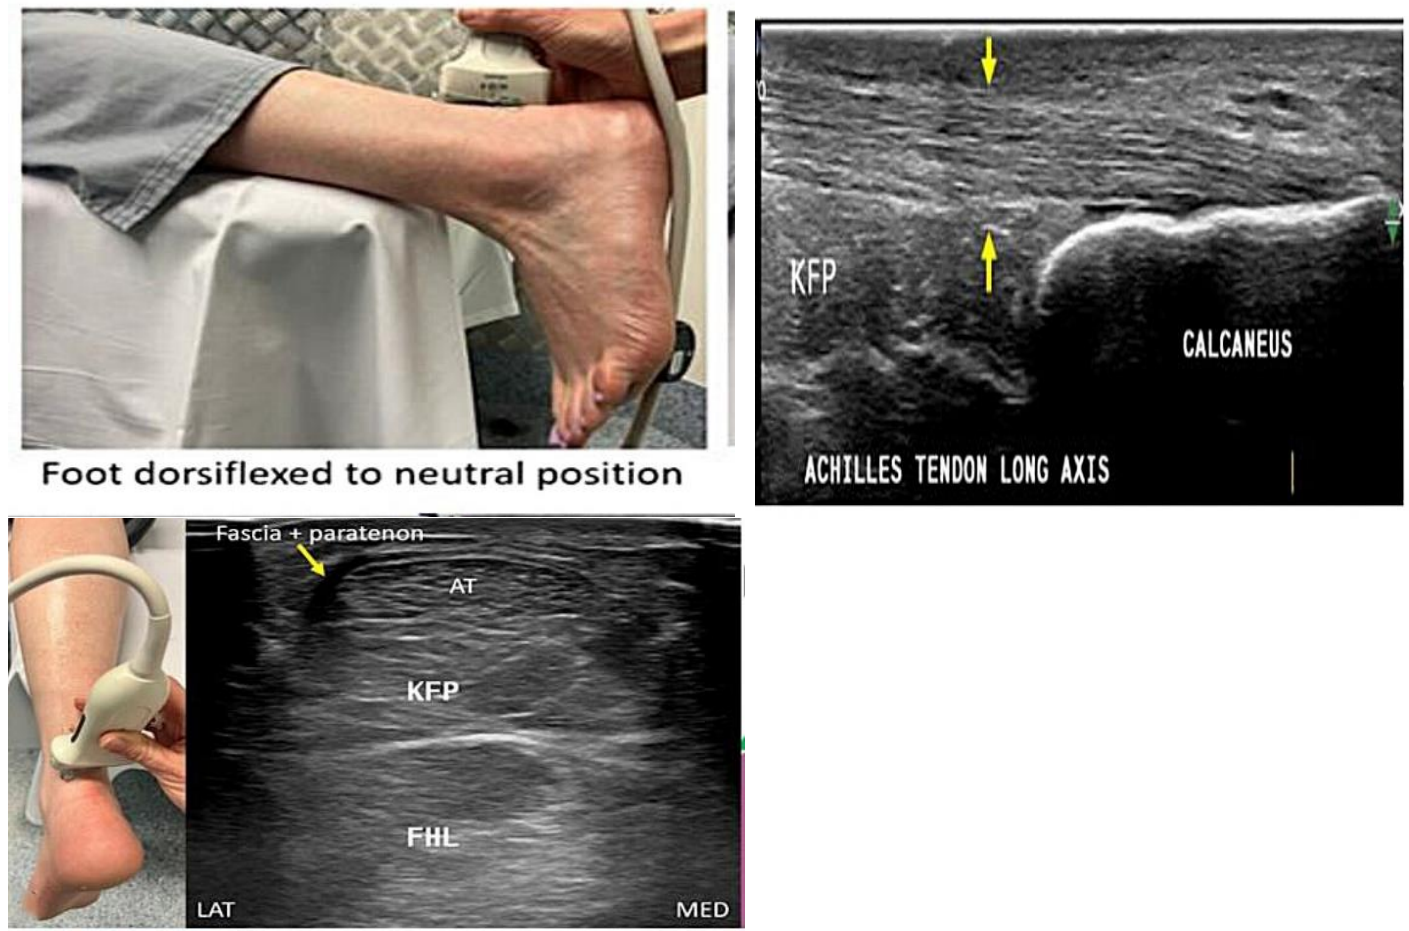 Foot dorsiflexed to neutral position
KFP
CALCANEUS
ACHILLES TENDON LONG AXIS
Fascia + paratenon
AT
KFP
FHL
LAT
MED